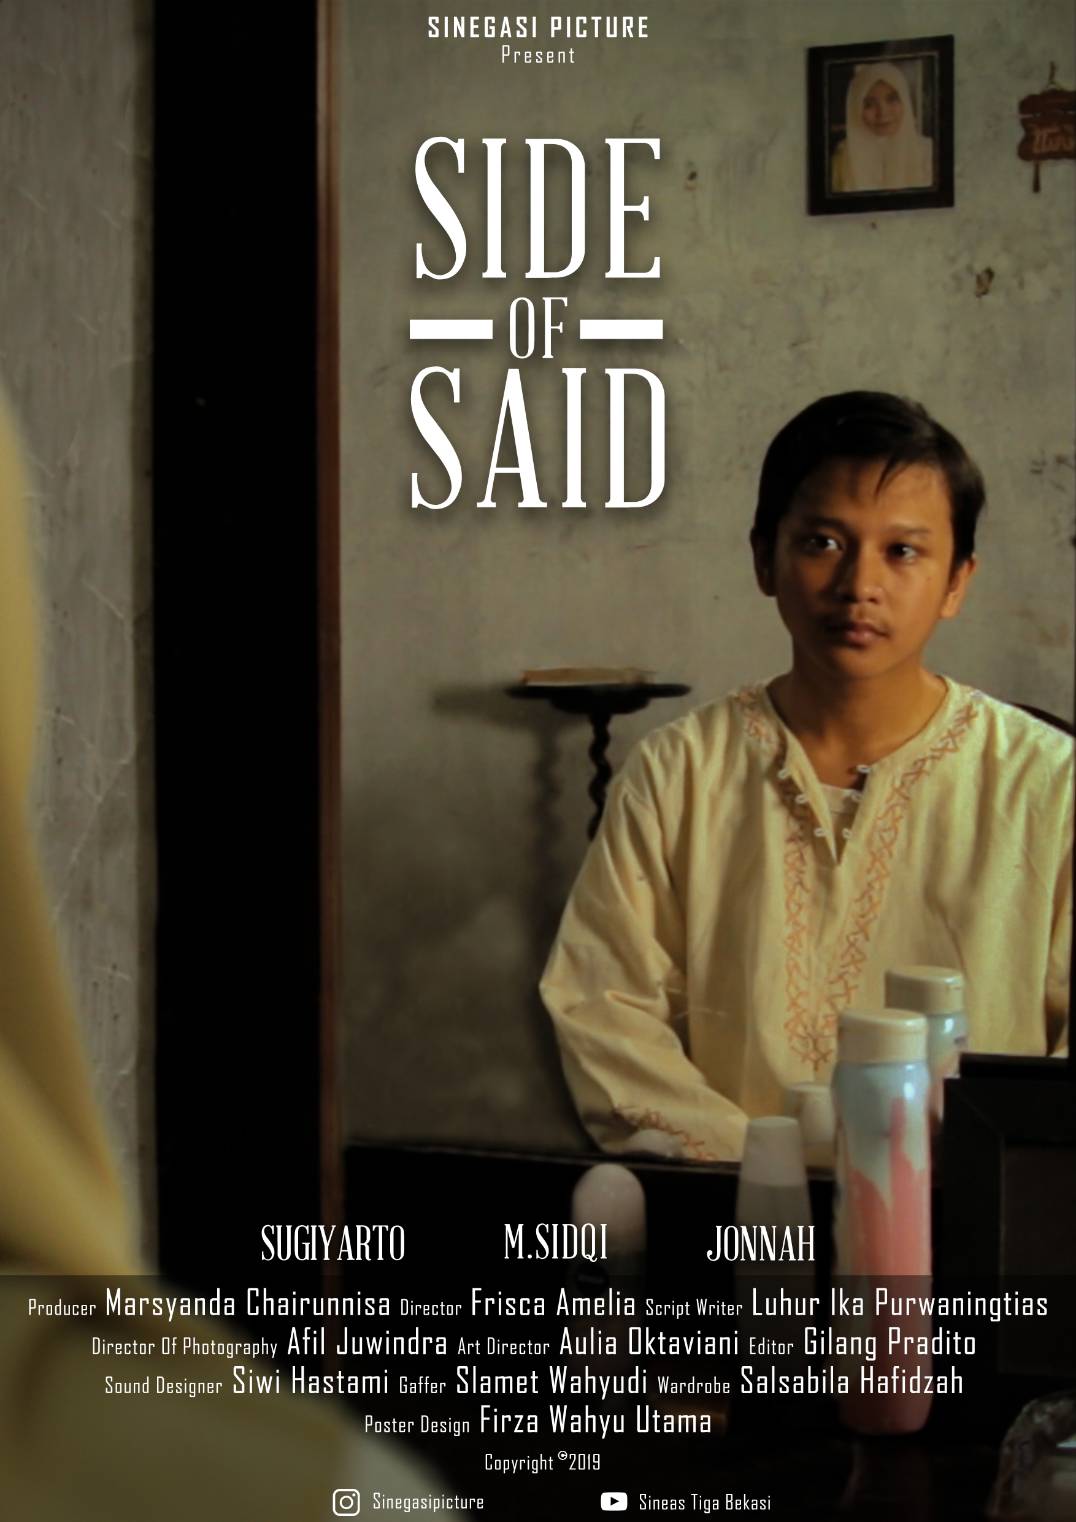 SINEGASI PICTURE
Present
SIDE
OF
SAID
SUGIYARTO M.SIDQI JONNAH
Producer Marsyanda Chairunnisa Director Frisca Amelia Script Writer Luhur Ika Purwaningtias
Director Of Photography Afil Juwindra Art Director Aulia Oktaviani Editor Gilang Pradito
Sound Designer Siwi Hastami Gaffer Slamet Wahyudi Wardrobe Salsabila Hafidzah
Poster Design Firza Wahyu Utama
Copyright ©2019
Sinegasipicture Sineas Tiga Bekasi